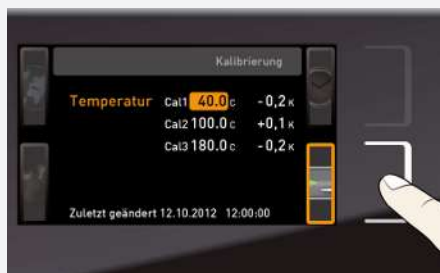 Kalibrierung
Temperatur Cal1 40.0 c -0,2 K
Cal2 100.0 c +0,1 K
Cal3 180.0 c -0,2 K
Zuletzt geändert 12.10.2012 12:00:00